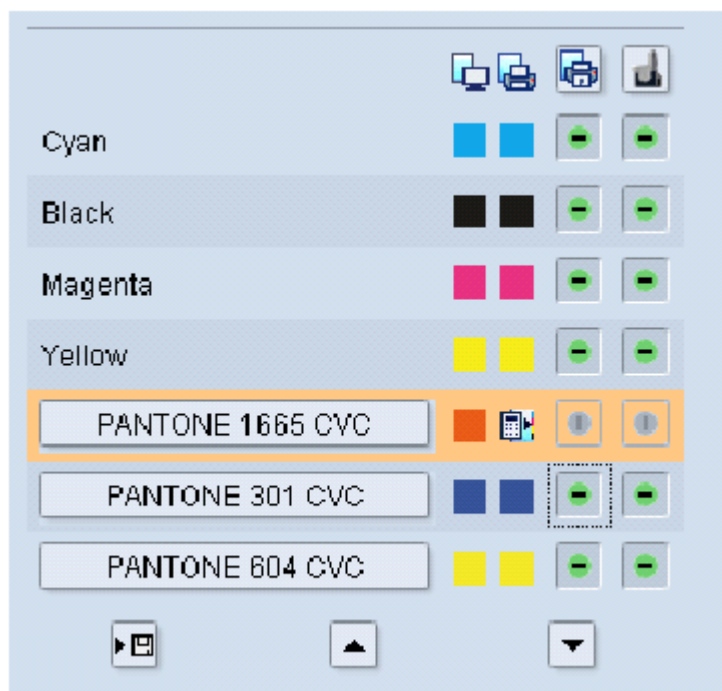 Cyan
Black
Magenta
Yellow
PANTONE 1665 CVC
PANTONE 301 CVC
PANTONE 604 CVC